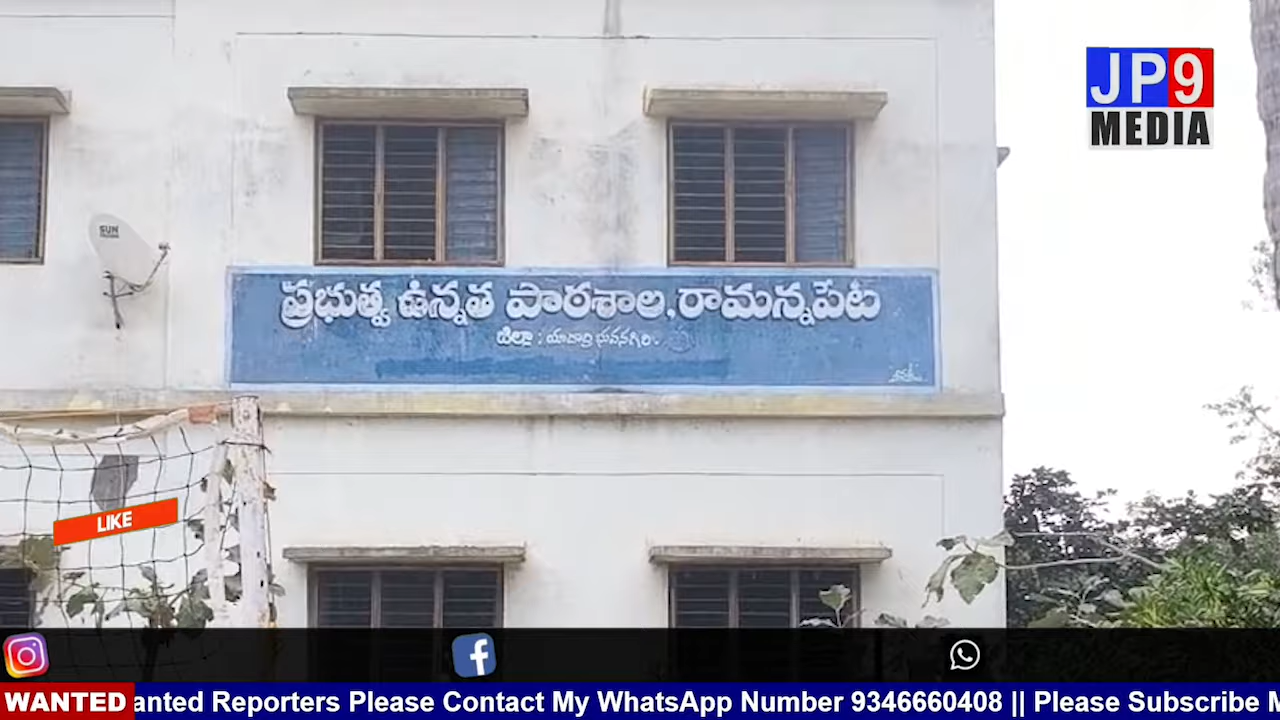 JP9
MEDIA
SUN
ప్రభుత్వ ఉన్నత పాఠశాల, రామన్నపేట
జిల్లా : యాదాద్రి భువనగిరి.
LIKE
WANTED anted Reporters Please Contact My WhatsApp Number 9346660408 || Please Subscribe M